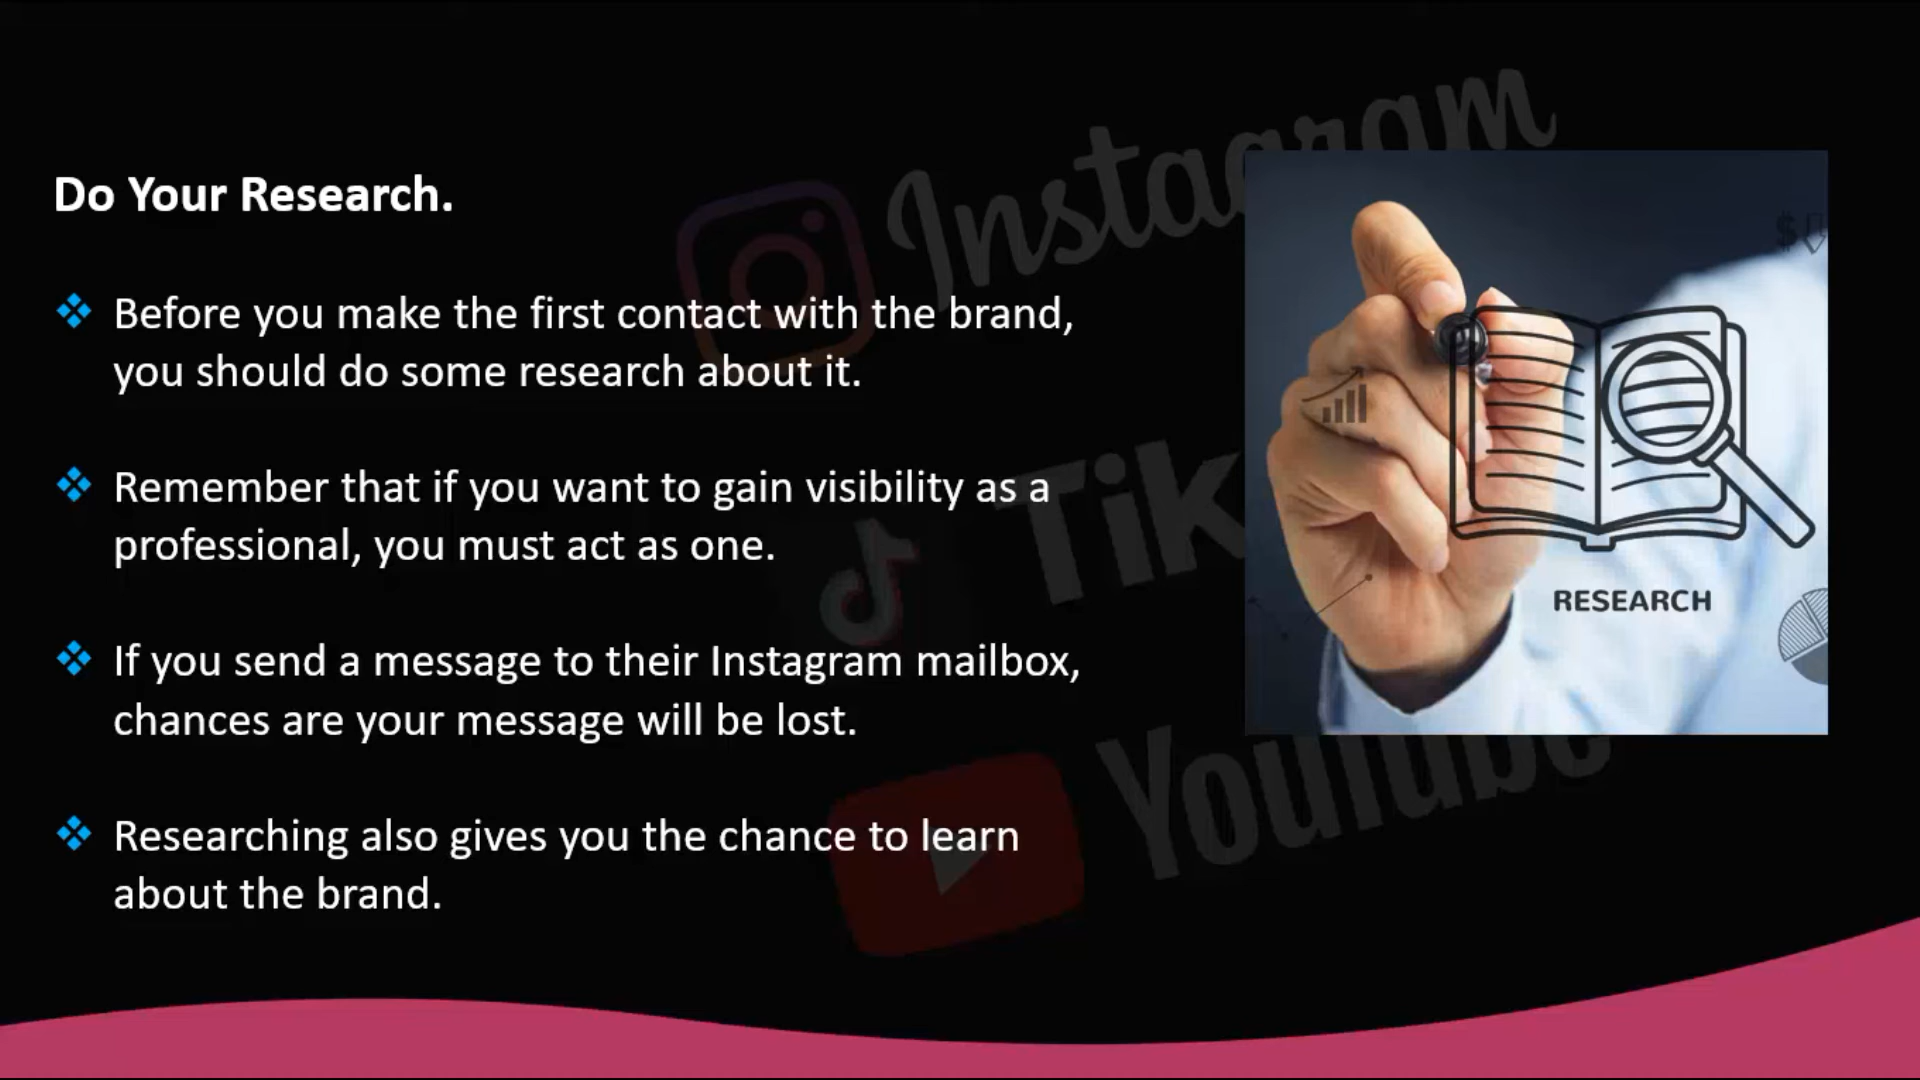 Do Your Research.
Before you make the first contact with the brand,
you should do some research about it.
Remember that if you want to gain visibility as a
professional, you must act as one.
If you send a message to their Instagram mailbox,
chances are your message will be lost.
Researching also gives you the chance to learn
about the brand.
Instagram
Tik
YouTube
$
RESEARCH